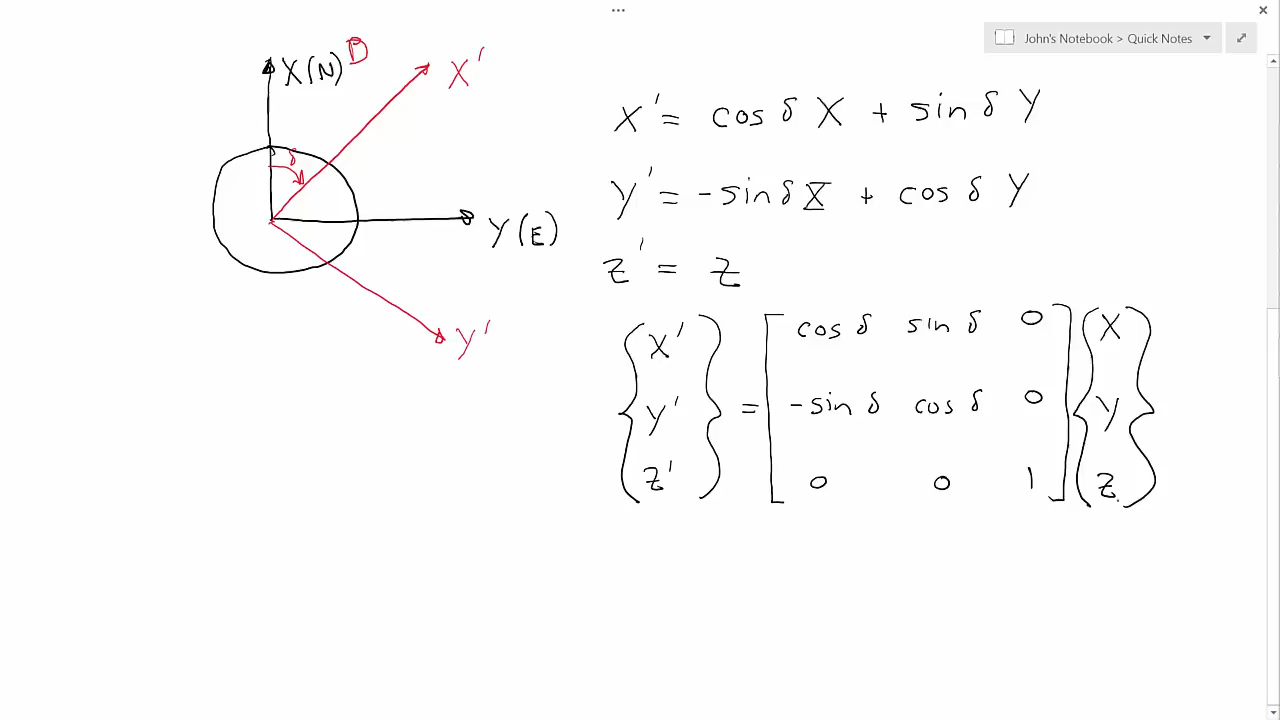 John's Notebook > Quick Notes
X(N) D
X'
δ
Y(E)
Y'
X' = cos δ X + sin δ Y
Y' = -sin δ X + cos δ Y
Z' = Z
{X'} = [cos δ sin δ 0] {X}
{Y'} = [-sin δ cos δ 0] {Y}
{Z'} = [0 0 1] {Z}